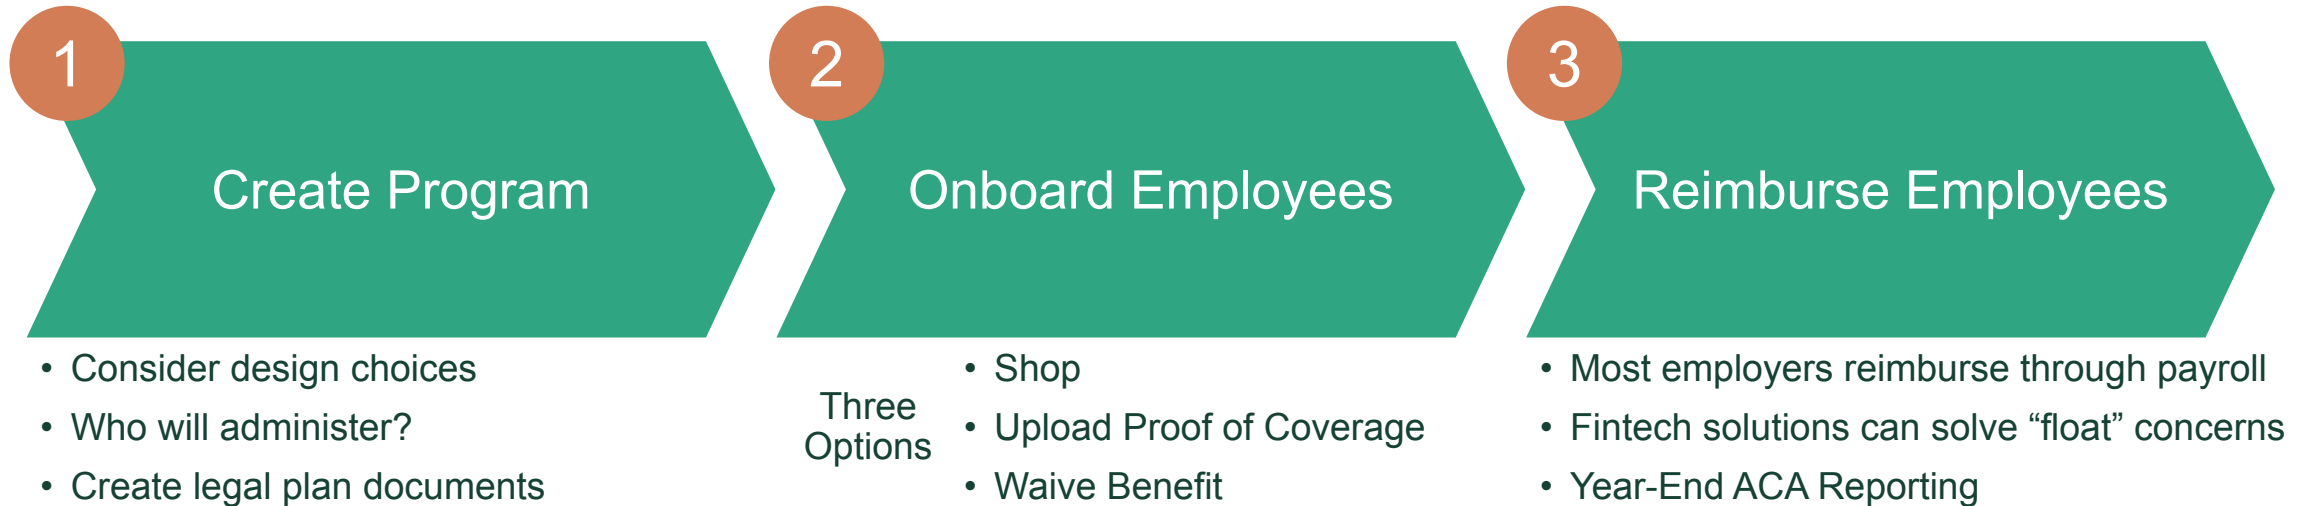 1
Create Program
• Consider design choices
• Who will administer?
• Create legal plan documents
2
Onboard Employees
Three
Options
• Shop
• Upload Proof of Coverage
• Waive Benefit
3
Reimburse Employees
• Most employers reimburse through payroll
• Fintech solutions can solve “float” concerns
• Year-End ACA Reporting